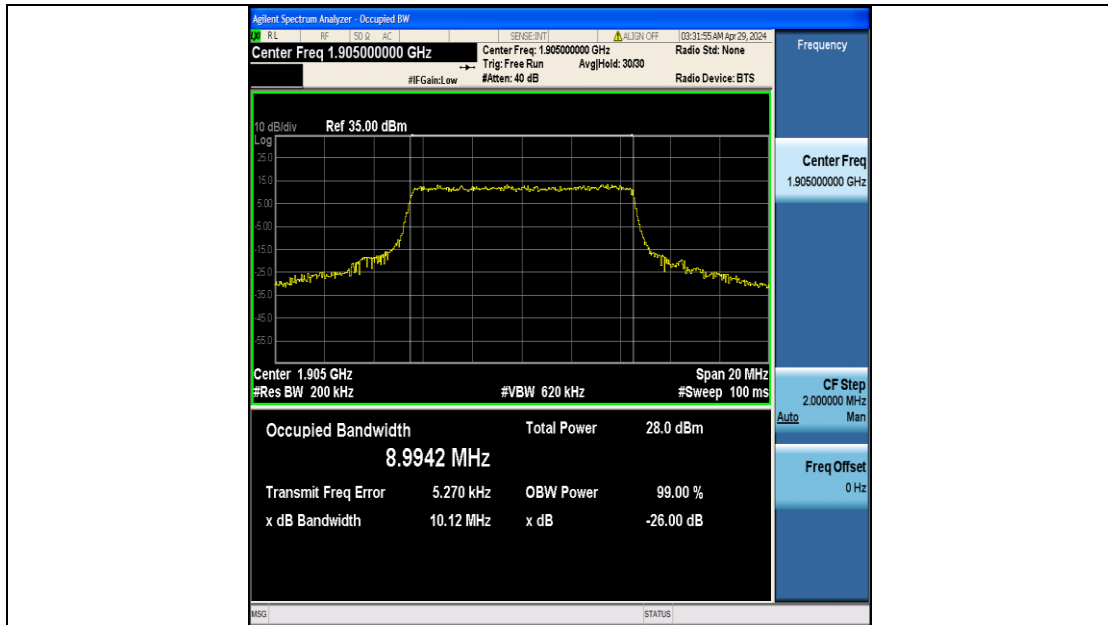 Agilent Spectrum Analyzer - Occupied BW
RL RF 50 Ω AC SENSE:INT ALIGN OFF 03:31:55 AM Apr 29, 2024
Center Freq 1.905000000 GHz
Center Freq: 1.905000000 GHz Radio Std: None
Trig: Free Run Avg|Hold: 30/30
#IFGain:Low #Atten: 40 dB Radio Device: BTS
10 dB/div Ref 35.00 dBm
Log
25.0
15.0
5.00
-5.00
-15.0
-25.0
-35.0
-45.0
-55.0
Center 1.905 GHz Span 20 MHz
#Res BW 200 kHz #VBW 620 kHz #Sweep 100 ms
Occupied Bandwidth Total Power 28.0 dBm
8.9942 MHz
Transmit Freq Error 5.270 kHz OBW Power 99.00 %
x dB Bandwidth 10.12 MHz x dB -26.00 dB
MSG STATUS
Frequency
Center Freq
1.905000000 GHz
CF Step
2.000000 MHz
Auto Man
Freq Offset
0 Hz